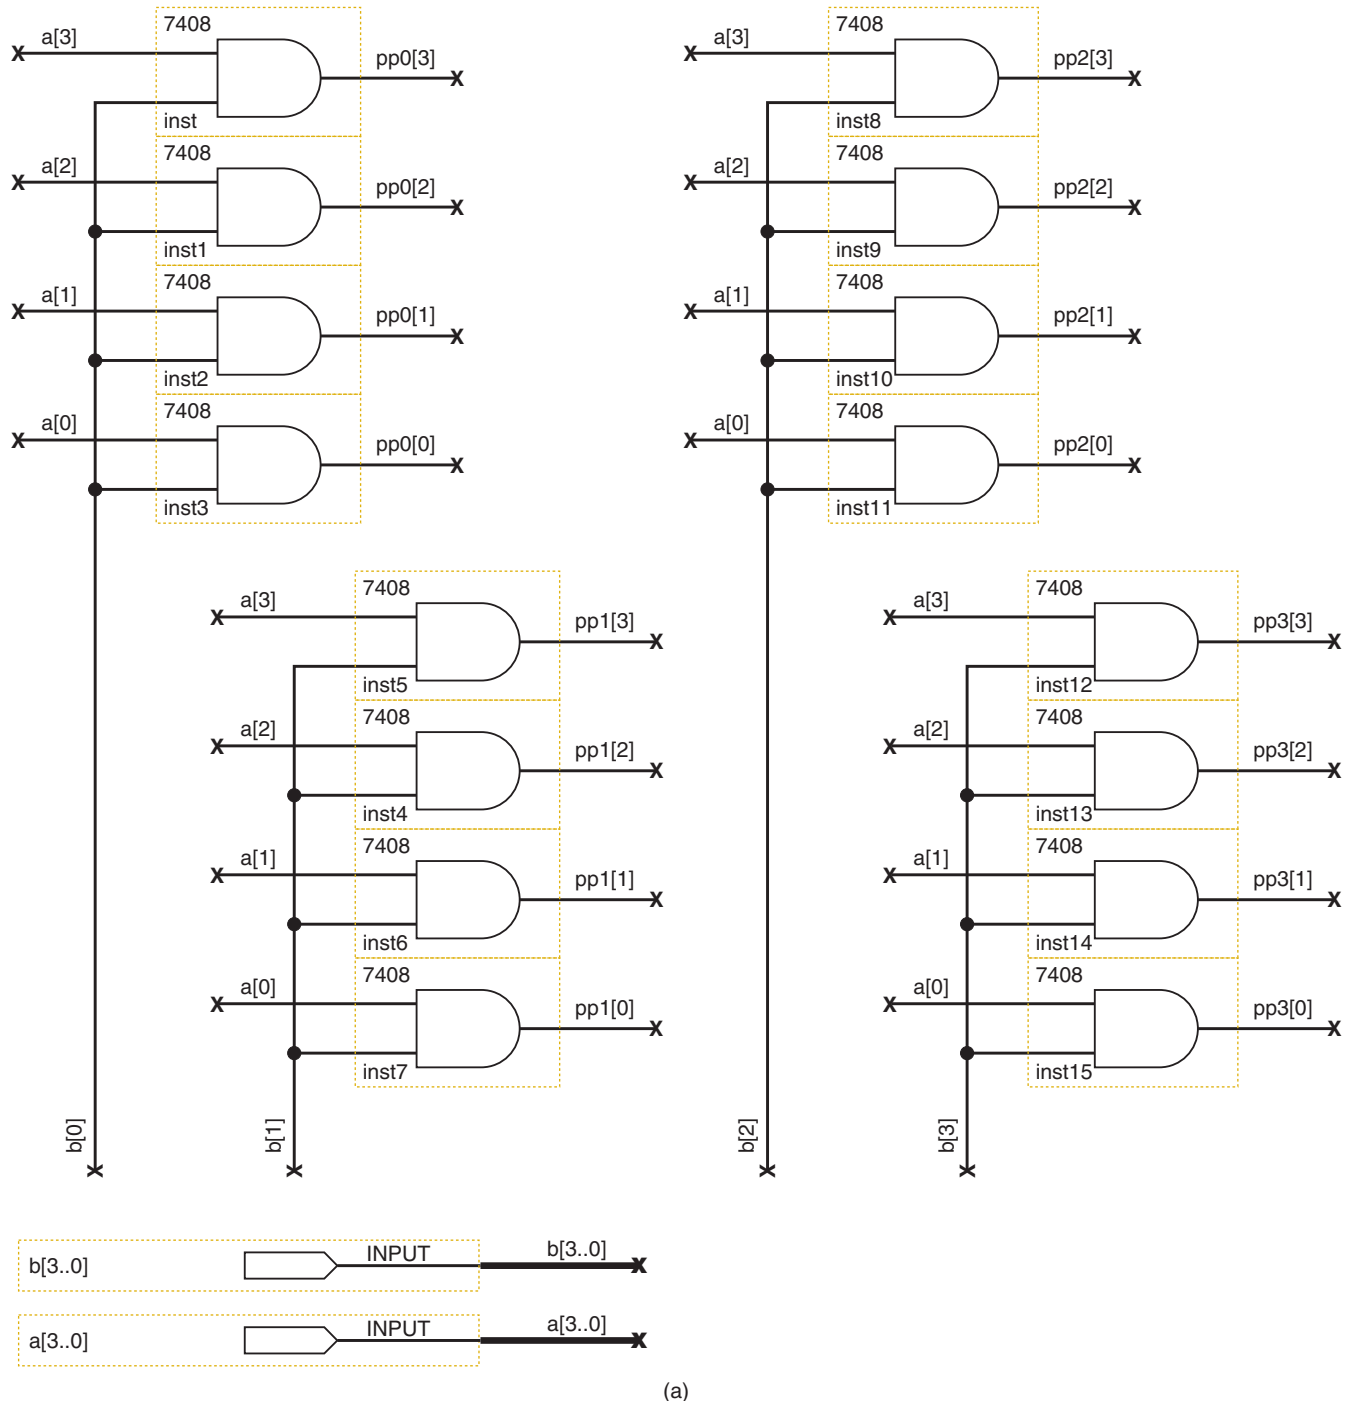 7408
a[3]
pp0[3]
inst
7408
a[2]
pp0[2]
inst1
7408
a[1]
pp0[1]
inst2
7408
a[0]
pp0[0]
inst3
7408
a[3]
pp2[3]
inst8
7408
a[2]
pp2[2]
inst9
7408
a[1]
pp2[1]
inst10
7408
a[0]
pp2[0]
inst11
7408
a[3]
pp1[3]
inst5
7408
a[2]
pp1[2]
inst4
7408
a[1]
pp1[1]
inst6
7408
a[0]
pp1[0]
inst7
7408
a[3]
pp3[3]
inst12
7408
a[2]
pp3[2]
inst13
7408
a[1]
pp3[1]
inst14
7408
a[0]
pp3[0]
inst15
b[0]
b[1]
b[2]
b[3]
b[3..0] INPUT b[3..0]
a[3..0] INPUT a[3..0]
(a)